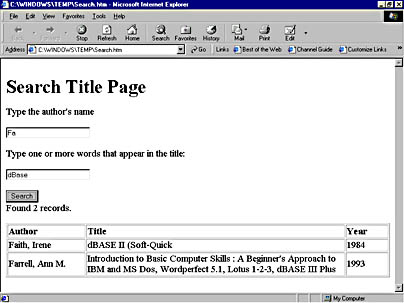 C:\WINDOWS\TEMP\Search.htm - Microsoft Internet Explorer
File Edit View Favorites Tools Help
Back Forward Stop Refresh Home Search Favorites History Mail Print Edit
Address C:\WINDOWS\TEMP\Search.htm Go Links Best of the Web Channel Guide Customize Links
Search Title Page
Type the author's name
Fa
Type one or more words that appear in the title:
dBase
Search
Found 2 records.
Author Title Year
Faith, Irene dBASE II (Soft-Quick 1984
Farrell, Ann M. Introduction to Basic Computer Skills : A Beginner's Approach to 1993
IBM and MS Dos, Wordperfect 5.1, Lotus 1-2-3, dBASE III Plus
My Computer